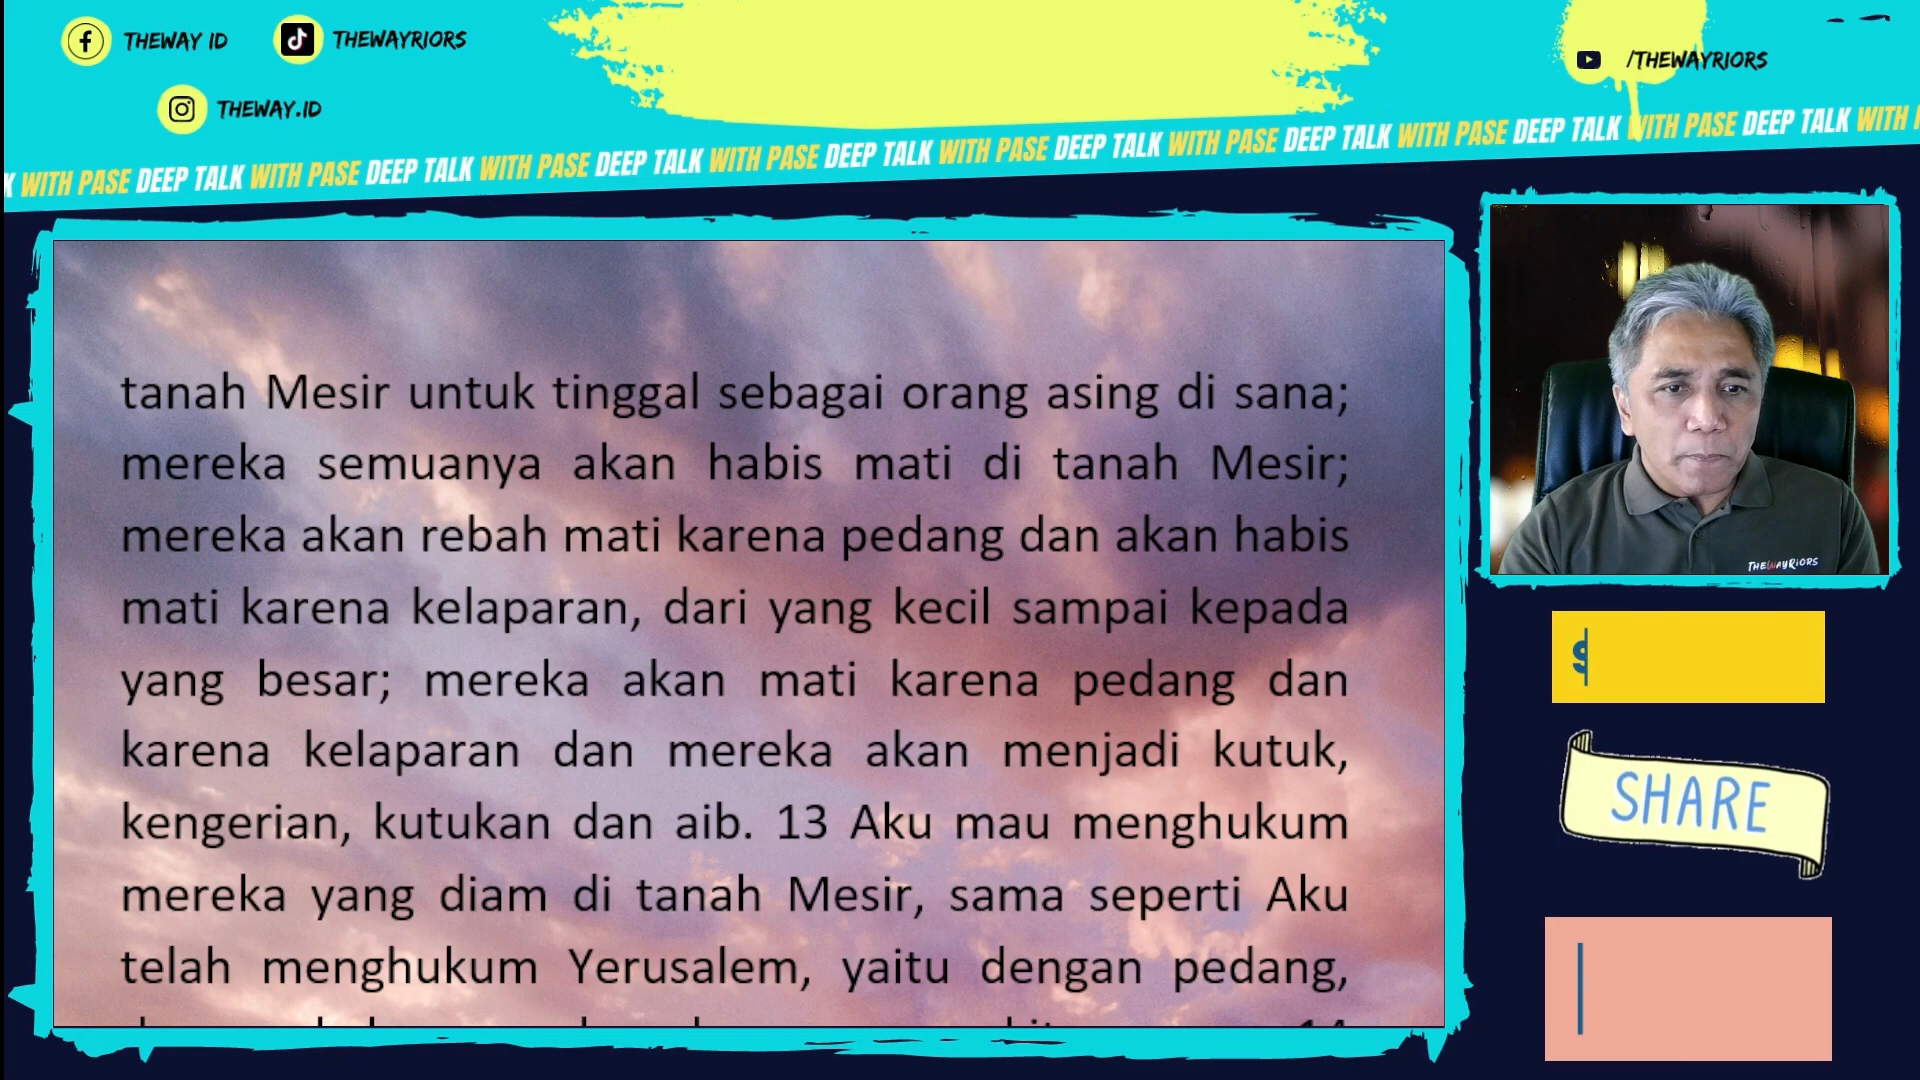 THEWAY ID
THEWAYRIORS
THEWAY.ID
/THEWAYRIORS
WITH PASE DEEP TALK WITH PASE DEEP TALK WITH PASE DEEP TALK WITH PASE DEEP TALK WITH PASE DEEP TALK WITH PASE DEEP TALK WITH PASE DEEP TALK WITH PASE DEEP TALK WITH
tanah Mesir untuk tinggal sebagai orang asing di sana;
mereka semuanya akan habis mati di tanah Mesir;
mereka akan rebah mati karena pedang dan akan habis
mati karena kelaparan, dari yang kecil sampai kepada
yang besar; mereka akan mati karena pedang dan
karena kelaparan dan mereka akan menjadi kutuk,
kengerian, kutukan dan aib. 13 Aku mau menghukum
mereka yang diam di tanah Mesir, sama seperti Aku
telah menghukum Yerusalem, yaitu dengan pedang,
THEWAYRIORS
SHARE